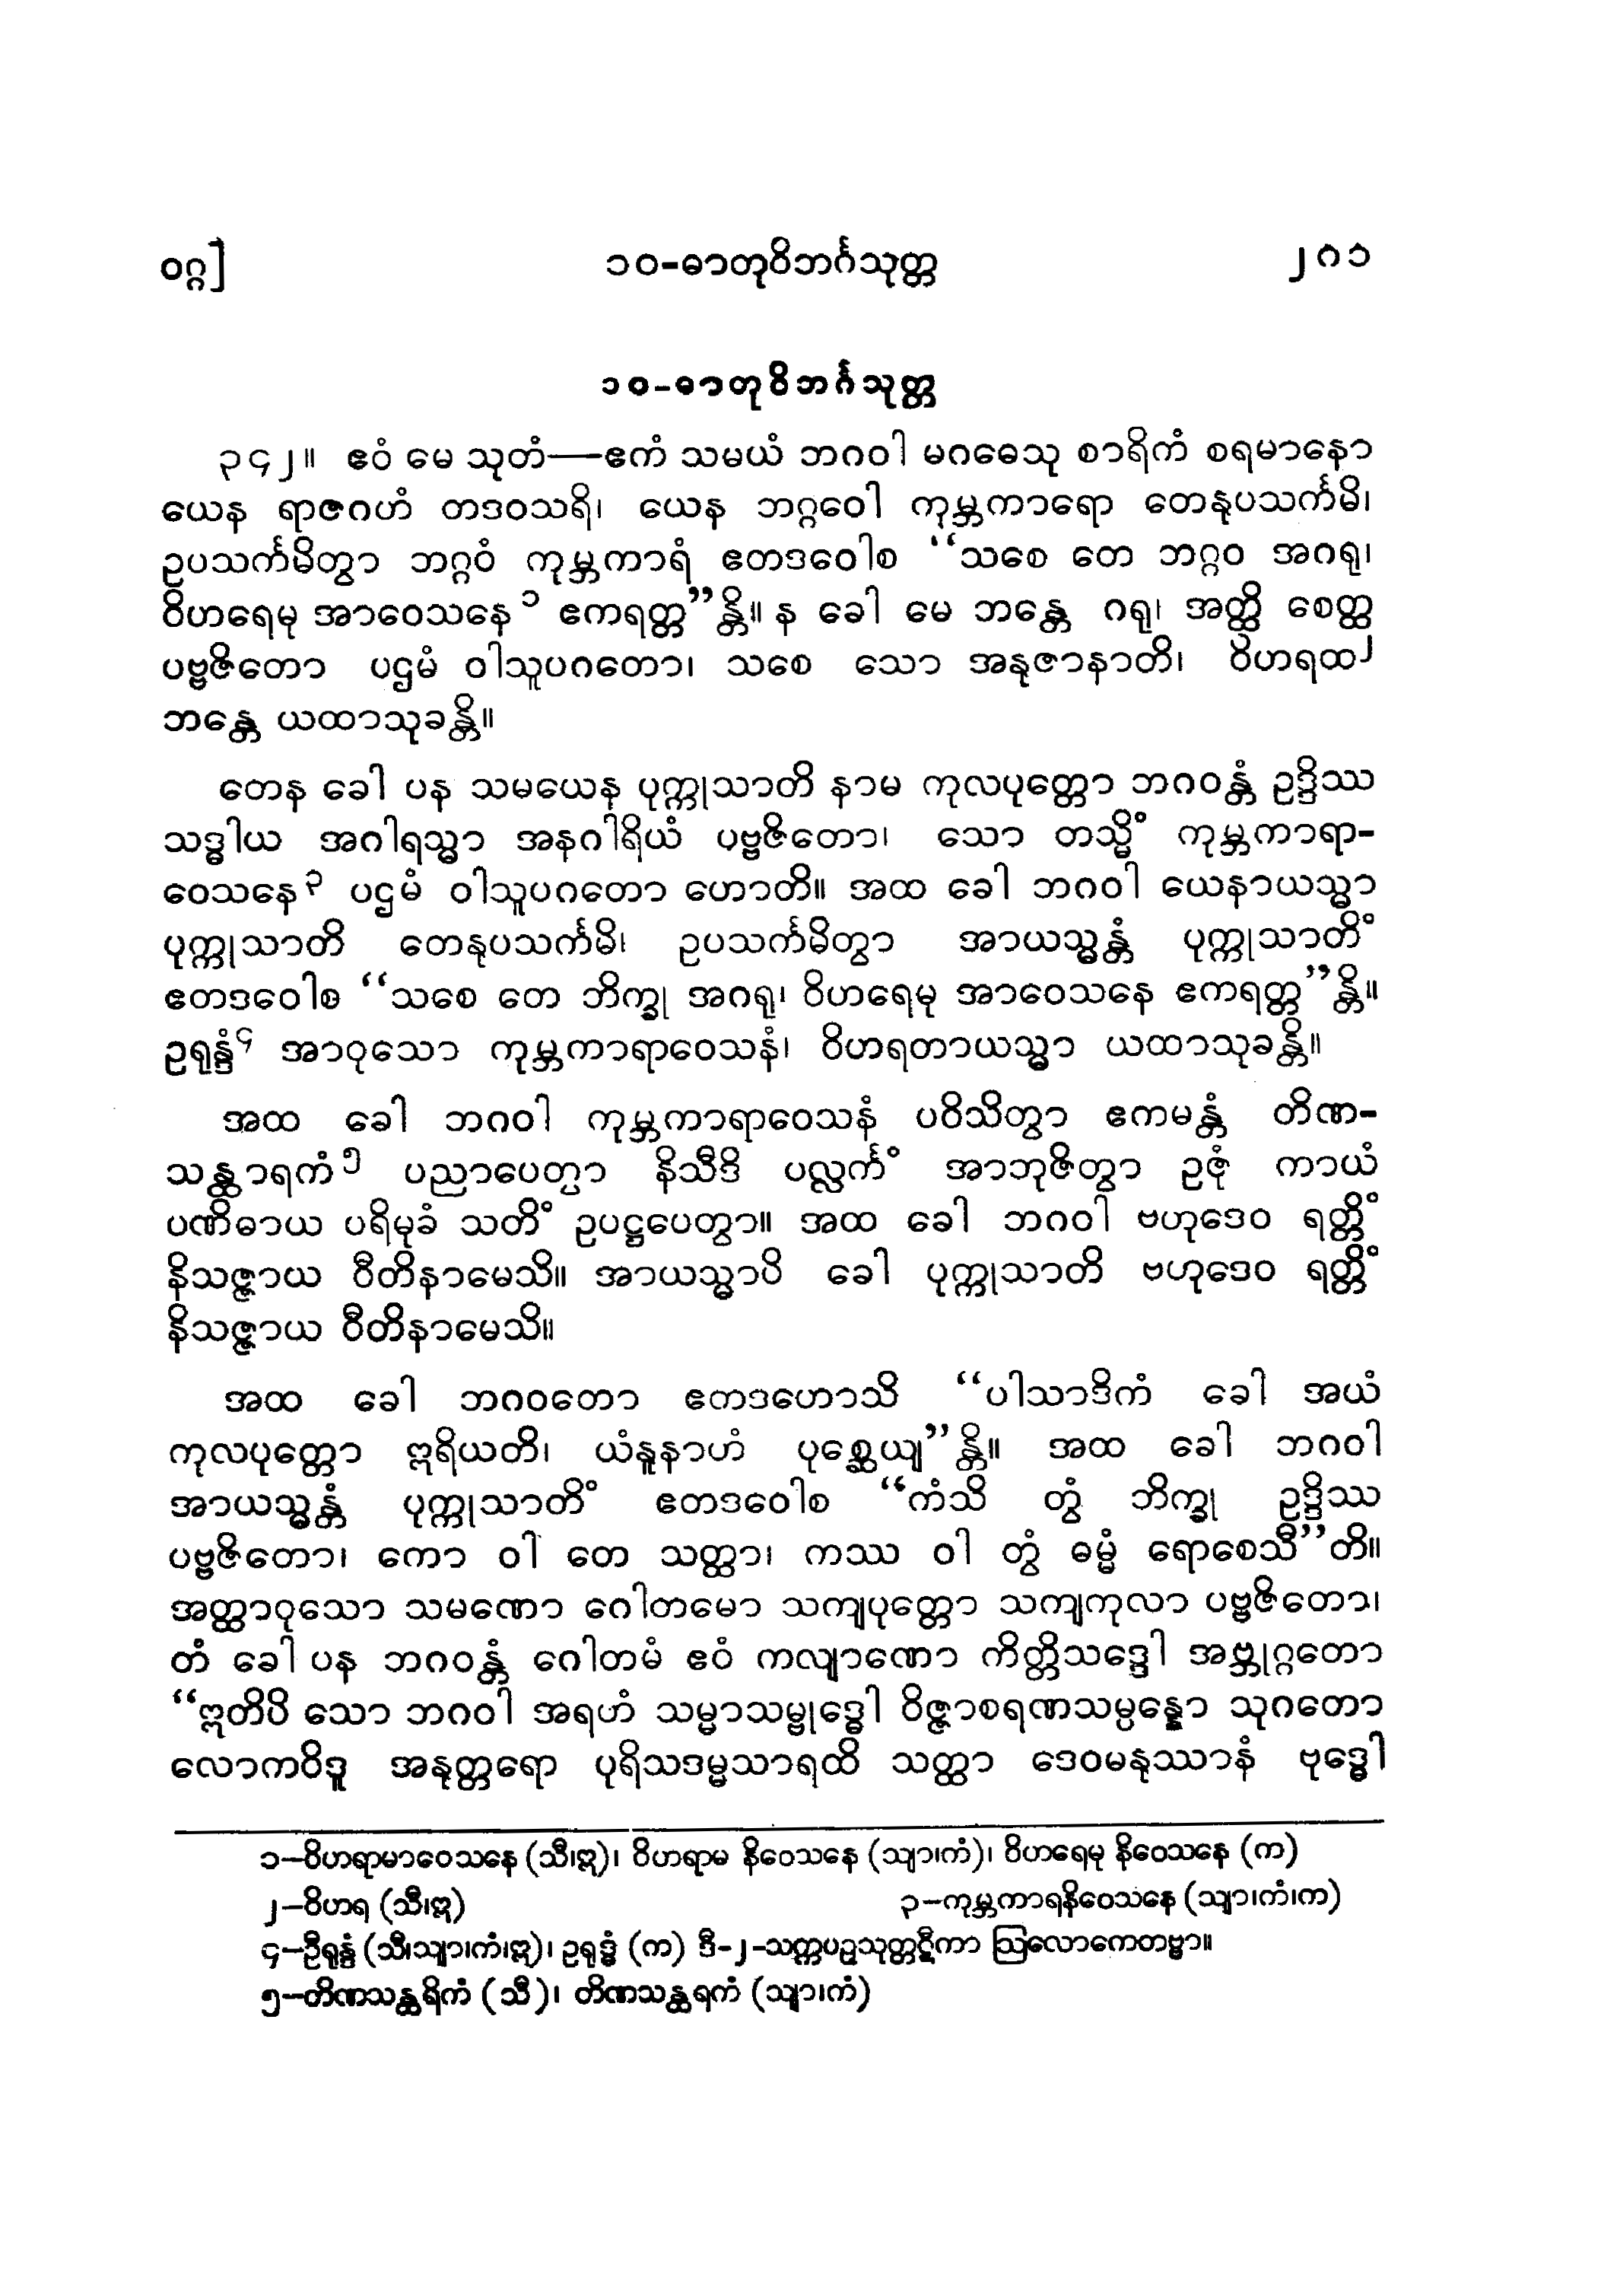 ဝဂ္ဂ]
၁၀-ဓာတုဝိဘင်္ဂသုတ္တ
၂၈၁
၁၀-ဓာတုဝိဘင်္ဂသုတ္တ
၃၄၂။ ဧဝံ မေ သုတံ—ဧကံ သမယံ ဘဂဝါ မဂဓေသု စာရိကံ စရမာနော
ယေန ရာဇဂဟံ တဒဝသရိ၊ ယေန ဘဂ္ဂဝေါ ကုမ္ဘကာရော တေနုပသင်္ကမိ၊
ဥပသင်္ကမိတွာ ဘဂ္ဂဝံ ကုမ္ဘကာရံ ဧတဒဝေါစ “သစေ တေ ဘဂ္ဂဝ အဂရု၊
ဝိဟရေမု အာဝေသနေ၁ ဧကရတ္တ”န္တိ။ န ခေါ မေ ဘန္တေ ဂရု၊ အတ္ထိ စေတ္ထ
ပဗ္ဗဇိတော ပဌမံ ဝါသူပဂတော၊ သစေ သော အနုဇာနာတိ၊ ဝိဟရထ၂
ဘန္တေ ယထာသုခန္တိ။
တေန ခေါ ပန သမယေန ပုက္ကုသာတိ နာမ ကုလပုတ္တော ဘဂဝန္တံ ဥဒ္ဒိဿ
သဒ္ဓါယ အဂါရသ္မာ အနဂါရိယံ ပဗ္ဗဇိတော၊ သော တသ္မိံ ကုမ္ဘကာရာ-
ဝေသနေ၃ ပဌမံ ဝါသူပဂတော ဟောတိ။ အထ ခေါ ဘဂဝါ ယေနာယသ္မာ
ပုက္ကုသာတိ တေနုပသင်္ကမိ၊ ဥပသင်္ကမိတွာ အာယသ္မန္တံ ပုက္ကုသာတိံ
ဧတဒဝေါစ “သစေ တေ ဘိက္ခု အဂရု၊ ဝိဟရေမု အာဝေသနေ ဧကရတ္တ”န္တိ။
ဥရုန္ဒံ၄ အာဝုသော ကုမ္ဘကာရာဝေသနံ၊ ဝိဟရတာယသ္မာ ယထာသုခန္တိ။
အထ ခေါ ဘဂဝါ ကုမ္ဘကာရာဝေသနံ ပဝိသိတွာ ဧကမန္တံ တိဏ-
သန္ထာရကံ၅ ပညာပေတွာ နိသီဒိ ပလ္လင်္ကံ အာဘုဇိတွာ ဥဇုံ ကာယံ
ပဏိဓာယ ပရိမုခံ သတိံ ဥပဋ္ဌပေတွာ။ အထ ခေါ ဘဂဝါ ဗဟုဒေဝ ရတ္တိံ
နိသဇ္ဇာယ ဝီတိနာမေသိ။ အာယသ္မာပိ ခေါ ပုက္ကုသာတိ ဗဟုဒေဝ ရတ္တိံ
နိသဇ္ဇာယ ဝီတိနာမေသိ။
အထ ခေါ ဘဂဝတော ဧတဒဟောသိ “ပါသာဒိကံ ခေါ အယံ
ကုလပုတ္တော ဣရိယတိ၊ ယံနူနာဟံ ပုစ္ဆေယျ”န္တိ။ အထ ခေါ ဘဂဝါ
အာယသ္မန္တံ ပုက္ကုသာတိံ ဧတဒဝေါစ “ကံသိ တွံ ဘိက္ခု ဥဒ္ဒိဿ
ပဗ္ဗဇိတော၊ ကော ဝါ တေ သတ္ထာ၊ ကဿ ဝါ တွံ ဓမ္မံ ရောစေသီ”တိ။
အတ္ထာဝုသော သမဏော ဂေါတမော သကျပုတ္တော သကျကုလာ ပဗ္ဗဇိတော၊
တံ ခေါ ပန ဘဂဝန္တံ ဂေါတမံ ဧဝံ ကလျာဏော ကိတ္တိသဒ္ဒေါ အဗ္ဘုဂ္ဂတော
“ဣတိပိ သော ဘဂဝါ အရဟံ သမ္မာသမ္ဗုဒ္ဓေါ ဝိဇ္ဇာစရဏသမ္ပန္နော သုဂတော
လောကဝိဒူ အနုတ္တရော ပုရိသဒမ္မသာရထိ သတ္ထာ ဒေဝမနုဿာနံ ဗုဒ္ဓေါ
၁—ဝိဟရာမာဝေသနေ (သီ၊ဣ)၊ ဝိဟရာမ နိဝေသနေ (သျာ၊ကံ)၊ ဝိဟရေမု နိဝေသနေ (က)
၂—ဝိဟရ (သီ၊ဣ)
၃—ကုမ္ဘကာရနိဝေသနေ (သျာ၊ကံ၊က)
၄—ဦရုန္ဒံ (သီ၊သျာ၊ကံ၊ဣ)၊ ဥရုဒ္ဓံ (က) ဒီ-၂-သက္ကပဉှသုတ္တဋီကာ ဩလောကေတဗ္ဗာ။
၅—တိဏသန္ထရိကံ (သီ)၊ တိဏသန္ထရကံ (သျာ၊ကံ)